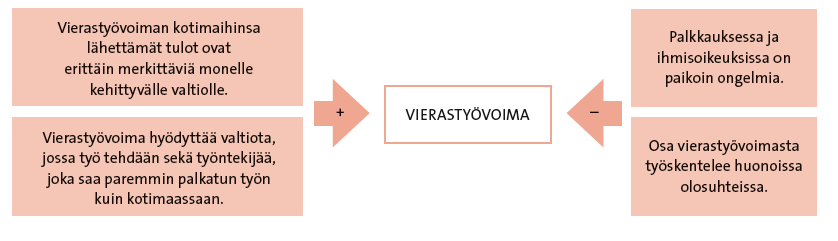 Vierastyövoiman kotimaihinsa
lähettämät tulot ovat
erittäin merkittäviä monelle
kehittyvälle valtiolle.
Vierastyövoima hyödyttää valtiota,
jossa työ tehdään sekä työntekijää,
joka saa paremmin palkatun työn
kuin kotimaassaan.
+
VIERASTYÖVOIMA
–
Palkkauksessa ja
ihmisoikeuksissa on
paikoin ongelmia.
Osa vierastyövoimasta
työskentelee huonoissa
olosuhteissa.